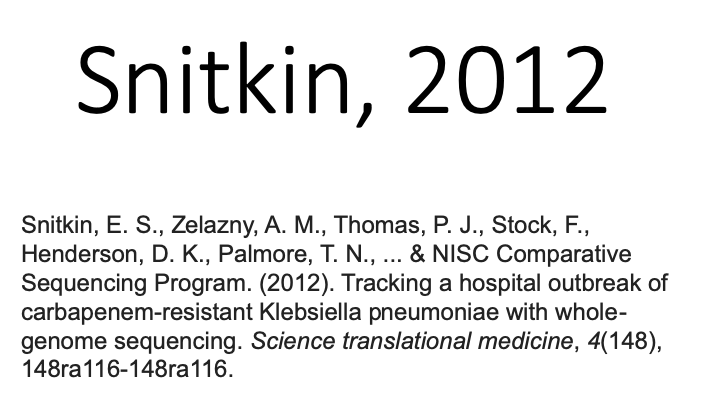 Snitkin, 2012
Snitkin, E. S., Zelazny, A. M., Thomas, P. J., Stock, F.,
Henderson, D. K., Palmore, T. N., ... & NISC Comparative
Sequencing Program. (2012). Tracking a hospital outbreak of
carbapenem-resistant Klebsiella pneumoniae with whole-
genome sequencing. Science translational medicine, 4(148),
148ra116-148ra116.